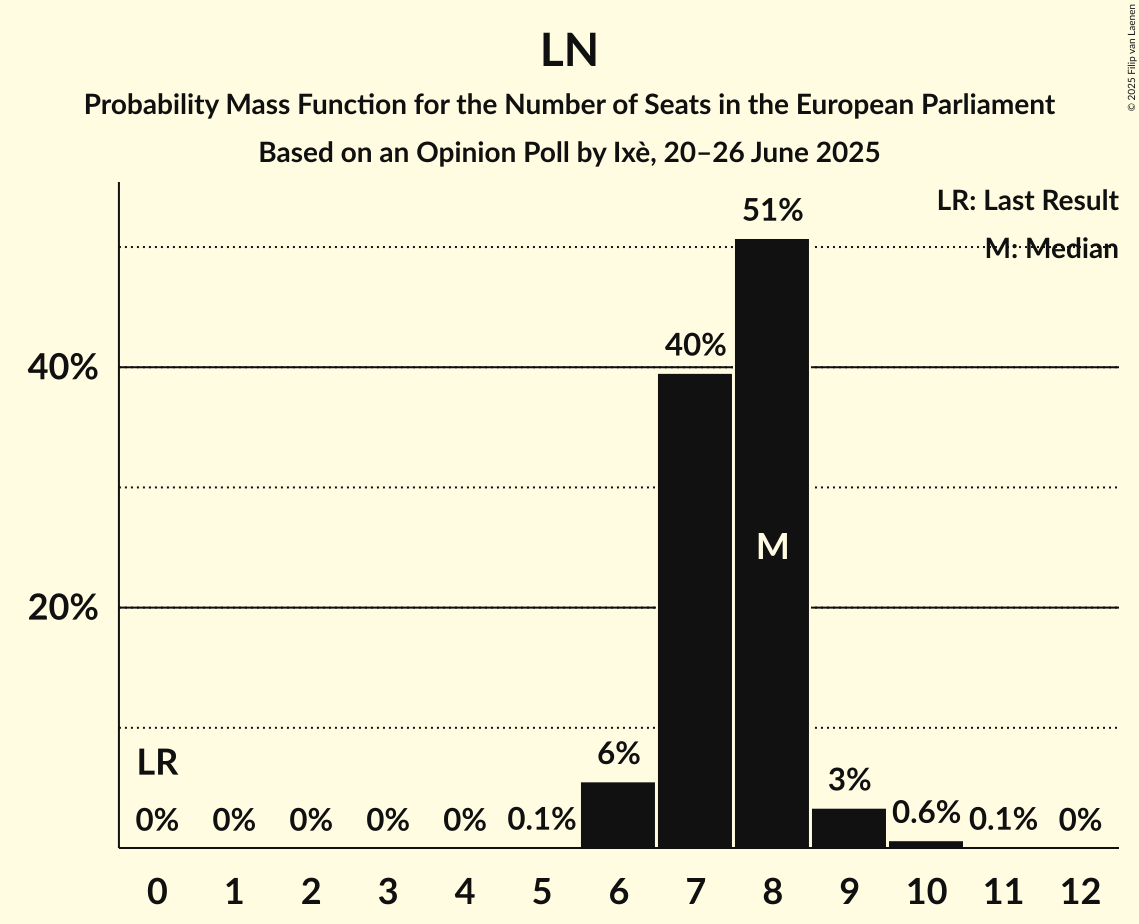 LN
Probability Mass Function for the Number of Seats in the European Parliament
Based on an Opinion Poll by Ixè, 20–26 June 2025
© 2025 Filip van Laenen
LR: Last Result
M: Median
51%
40%
40%
M
20%
LR
6%
3%
0% 0% 0% 0% 0% 0.1% 0.6% 0.1% 0%
0 1 2 3 4 5 6 7 8 9 10 11 12